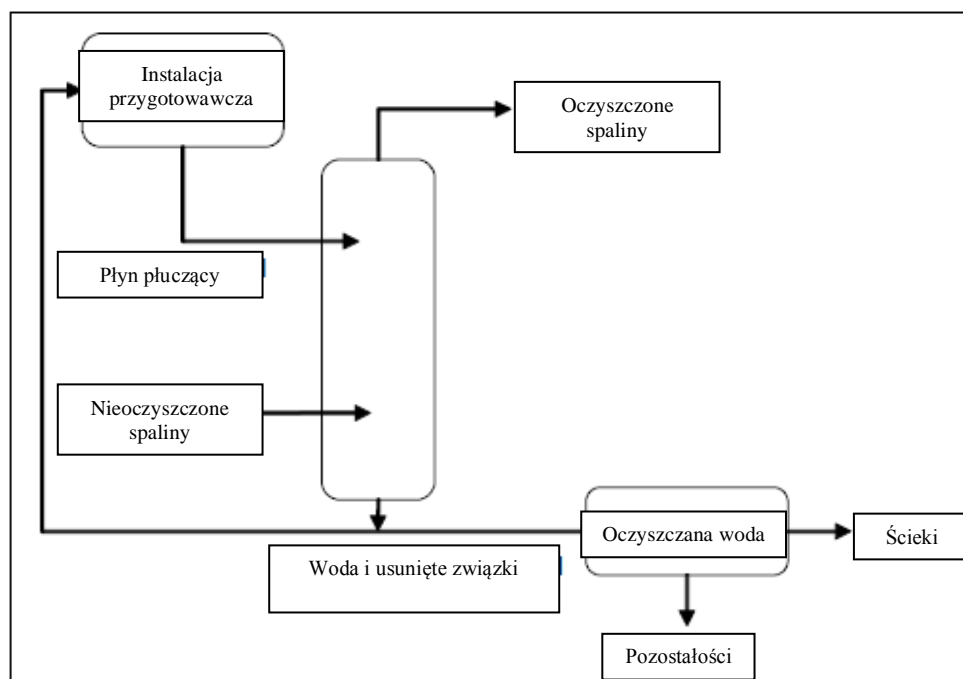 Instalacja
przygotowawcza
Oczyszczone
spaliny
Płyn płuczący
Nieoczyszczone
spaliny
Oczyszczana woda
Ścieki
Woda i usunięte związki
Pozostałości